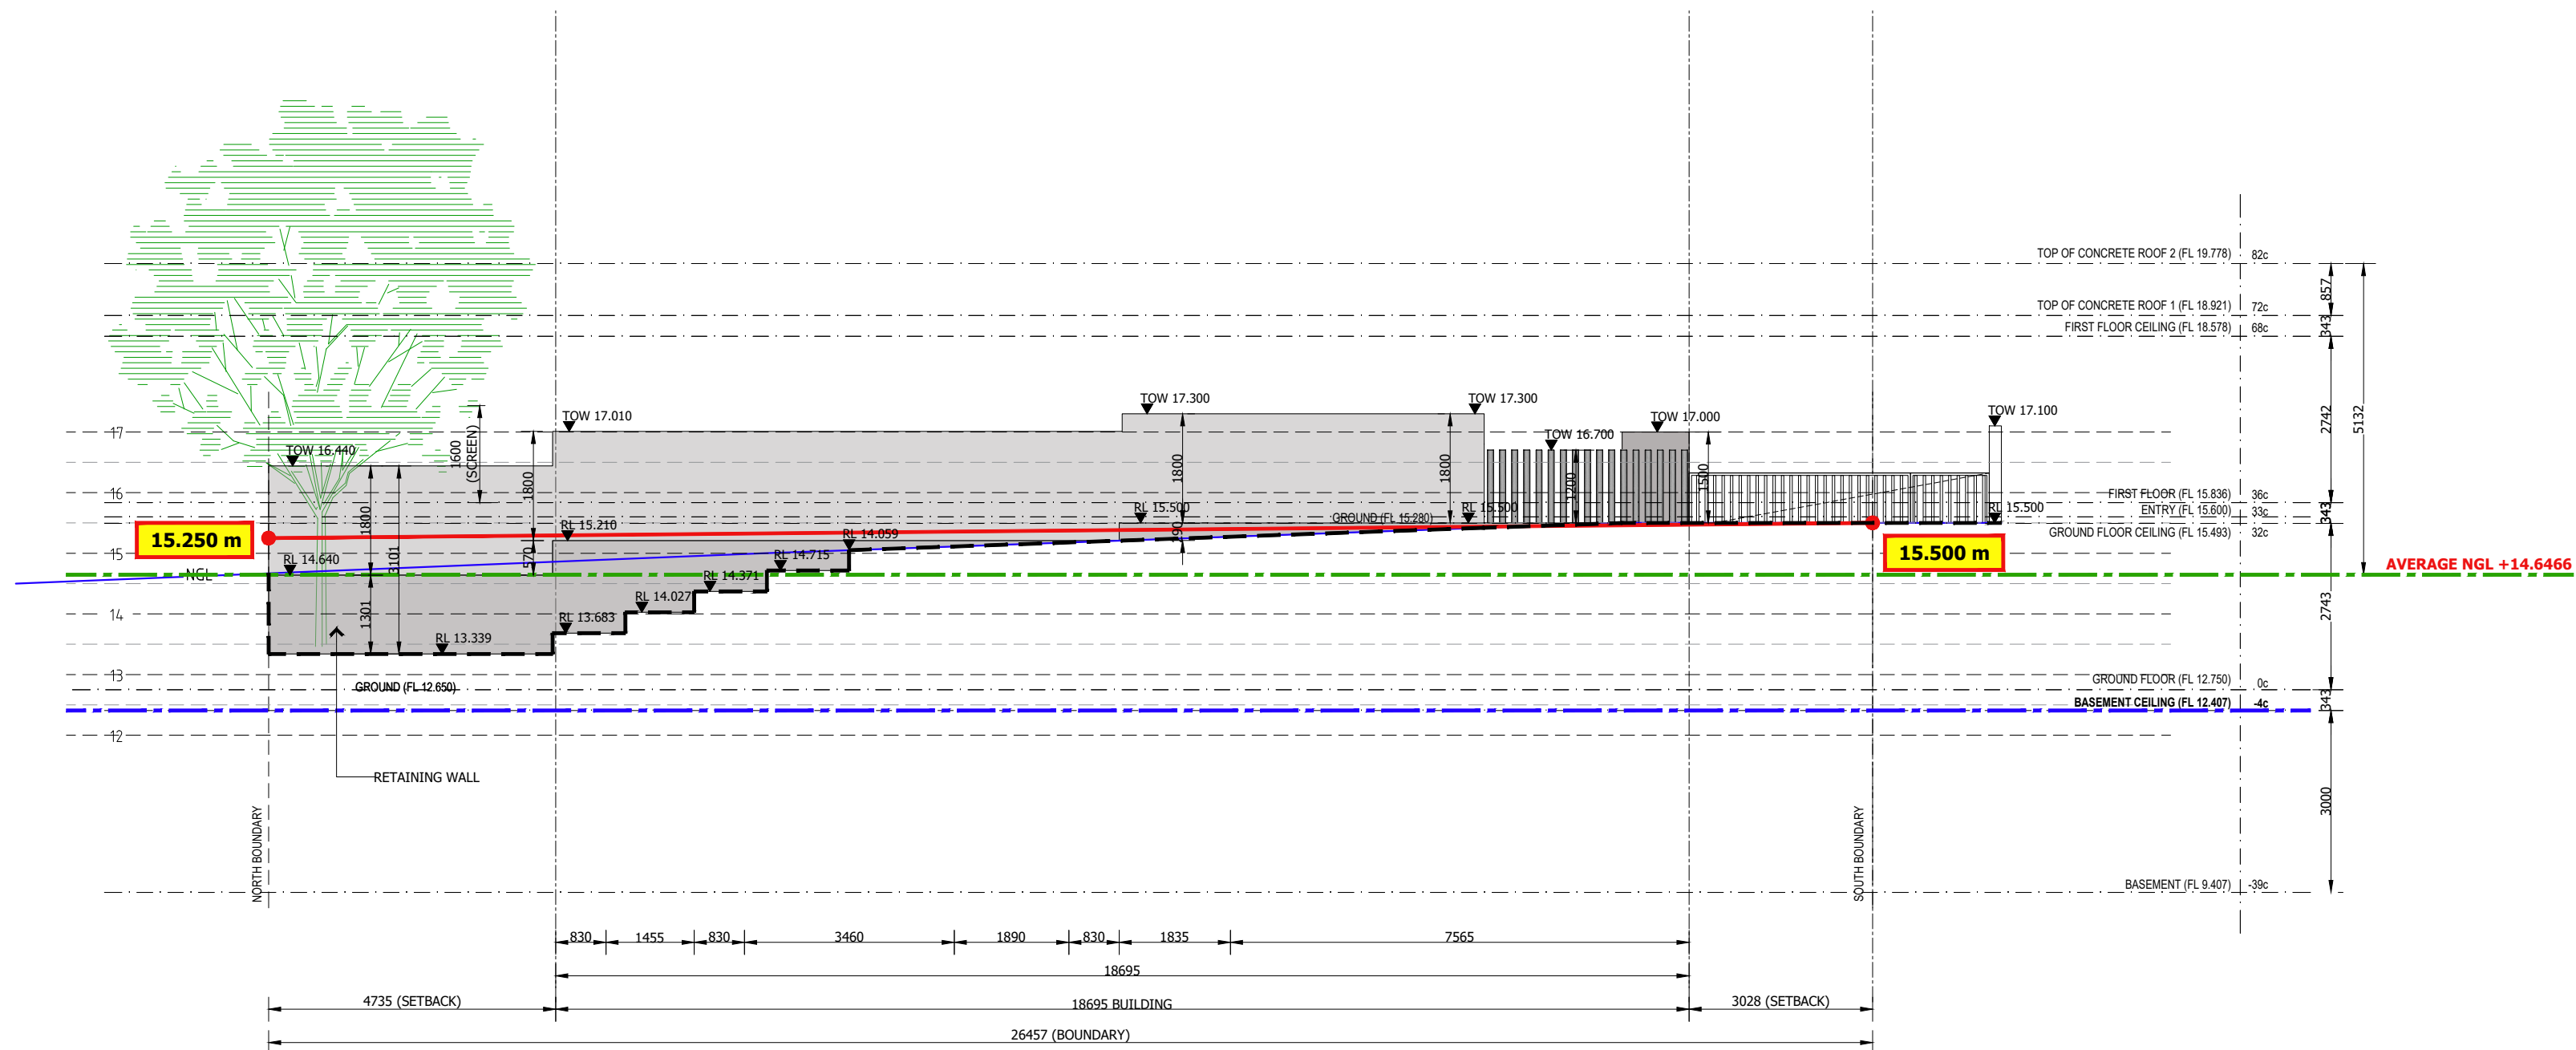 TOP OF CONCRETE ROOF 2 (FL 19.778) 82c
857
TOP OF CONCRETE ROOF 1 (FL 18.921) 72c
343
FIRST FLOOR CEILING (FL 18.578) 68c
2742
5132
TOW 17.300
TOW 17.300
TOW 17.010
TOW 17.000
TOW 17.100
17
TOW 16.440
1600
(SCREEN)
TOW 16.700
1800
1800
1800
1800
3101
1200
1500
16
FIRST FLOOR (FL 15.836) 36c
ENTRY (FL 15.600) 33c
343
RL 15.500
GROUND (FL 15.280)
RL 15.500
RL 15.500
RL 15.210
GROUND FLOOR CEILING (FL 15.493) 32c
15.250 m
RL 14.059
290
15.500 m
15
570
RL 14.640
RL 14.715
NGL
AVERAGE NGL +14.6466
RL 14.371
RL 14.027
14
1301
RL 13.683
RL 13.339
2743
13
GROUND (FL 12.650)
GROUND FLOOR (FL 12.750) 0c
BASEMENT CEILING (FL 12.407) -4c
343
12
RETAINING WALL
3000
NORTH BOUNDARY
SOUTH BOUNDARY
BASEMENT (FL 9.407) -39c
830 1455 830 3460 1890 830 1835 7565
18695
4735 (SETBACK) 18695 BUILDING 3028 (SETBACK)
26457 (BOUNDARY)